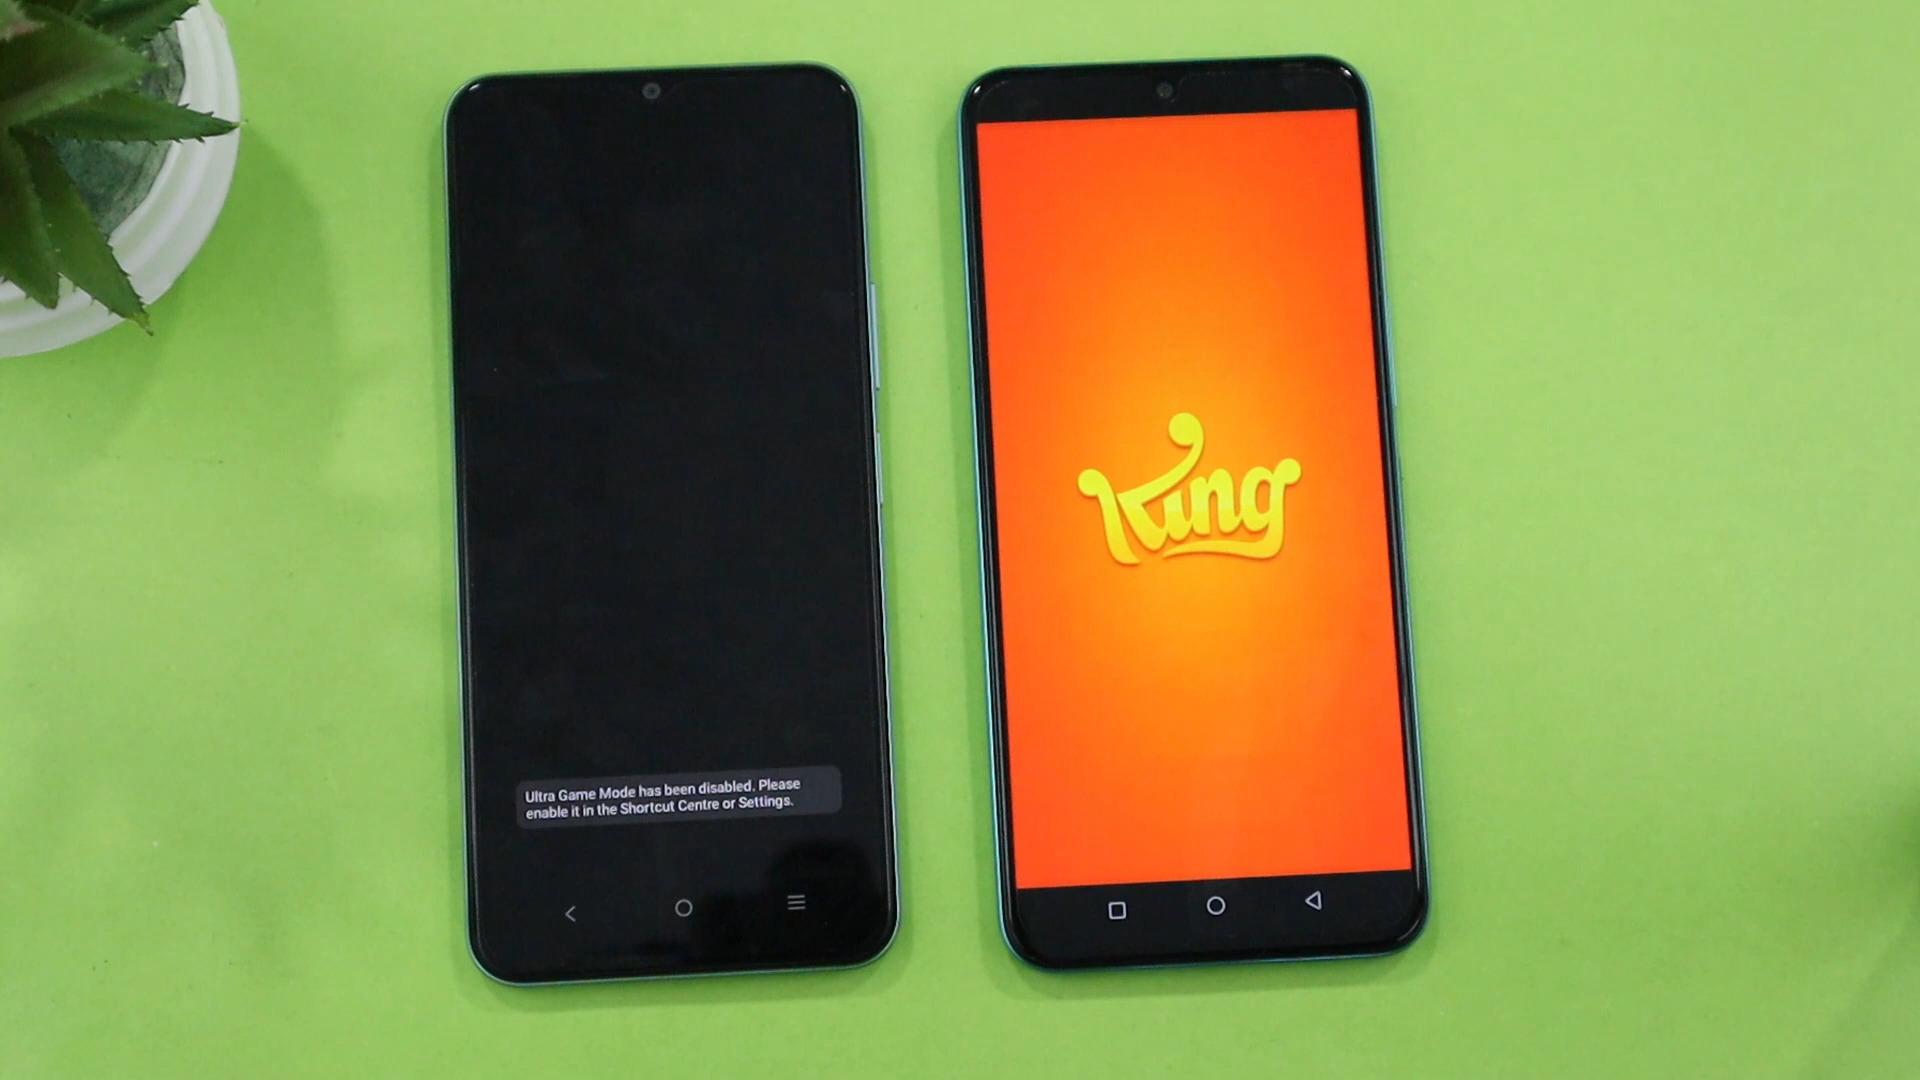 Ultra Game Mode has been disabled. Please
enable it in the Shortcut Centre or Settings.
King